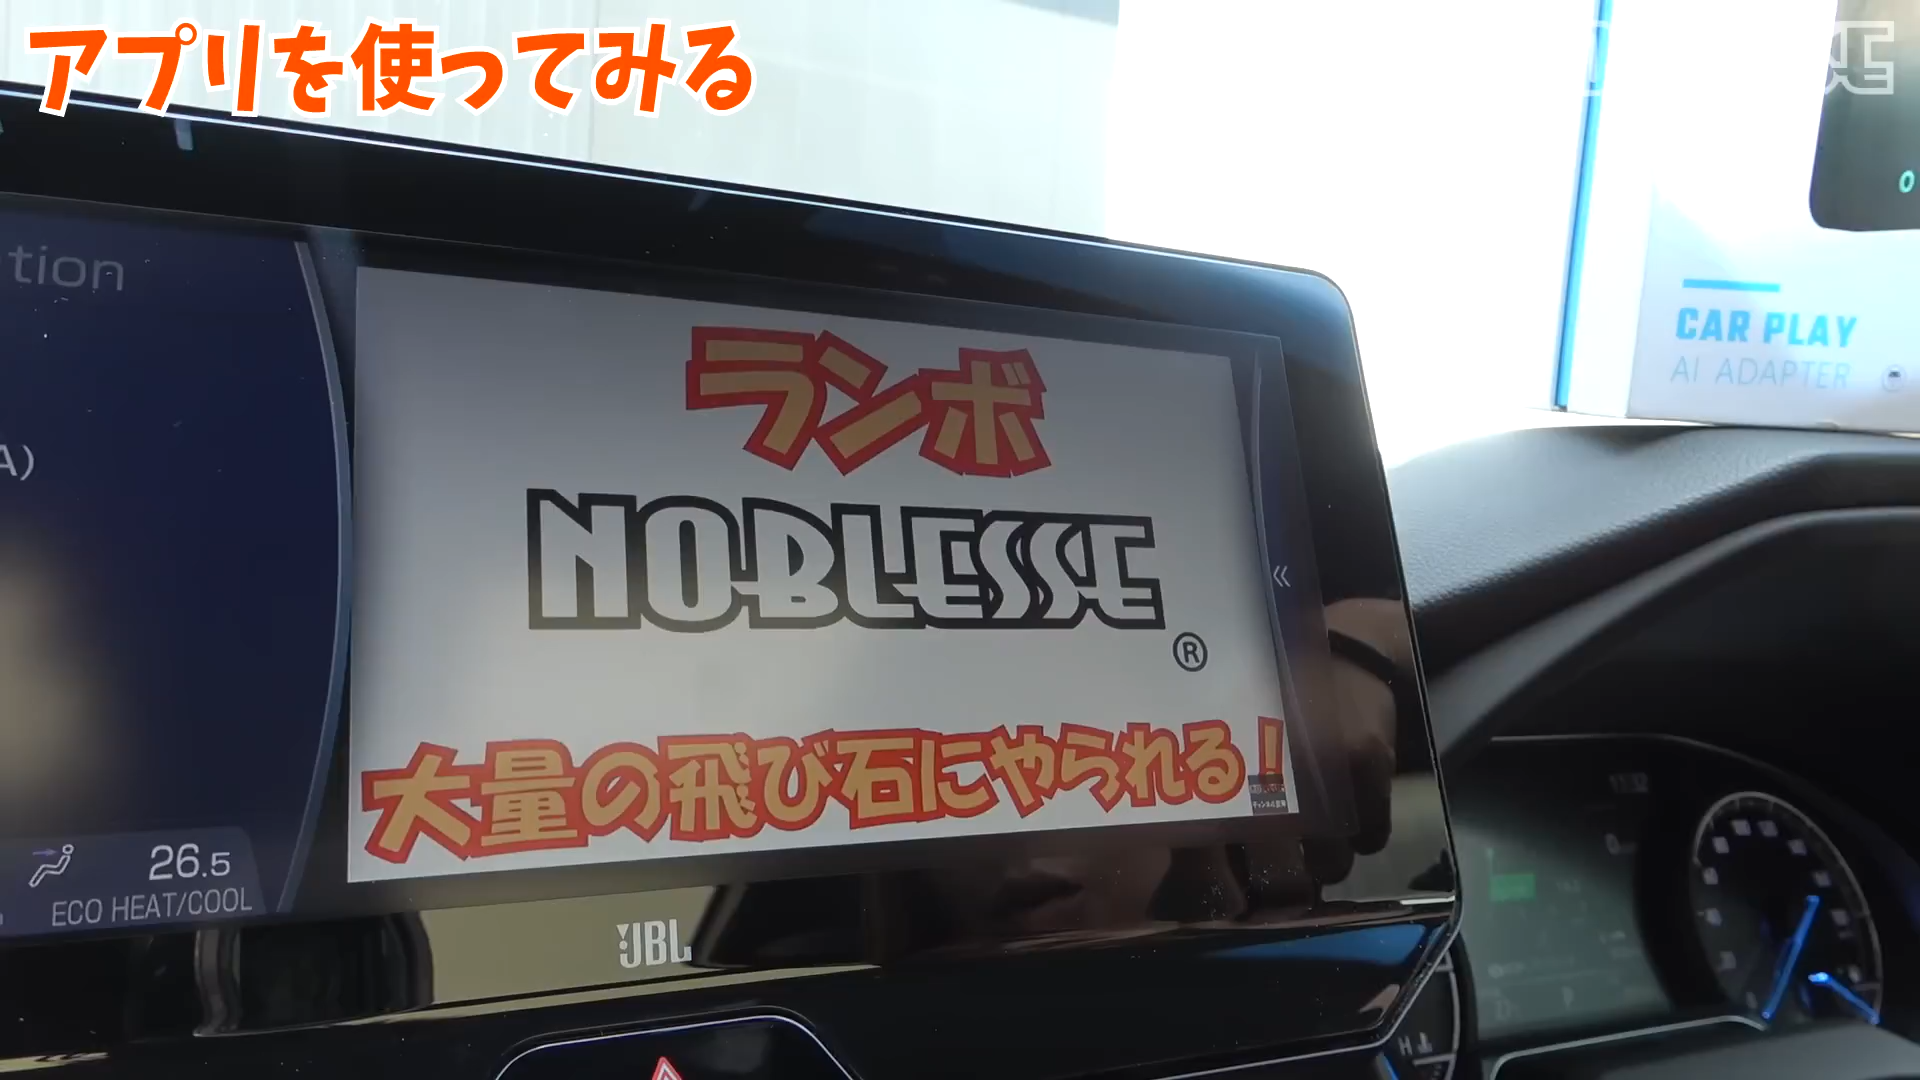 アプリを使ってみる
tion
CAR PLAY
AI ADAPTER
A)
ランボ
NOBLESSE
®
大量の飛び石にやられる！
«
26.5
ECO HEAT/COOL
JBL
H